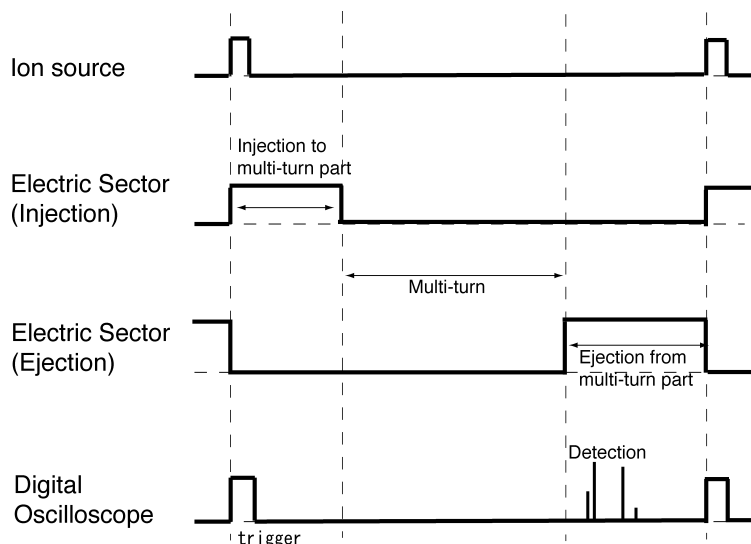 Ion source
Injection to
multi-turn part
Electric Sector
(Injection)
Multi-turn
Electric Sector
(Ejection)
Ejection from
multi-turn part
Detection
Digital
Oscilloscope
trigger